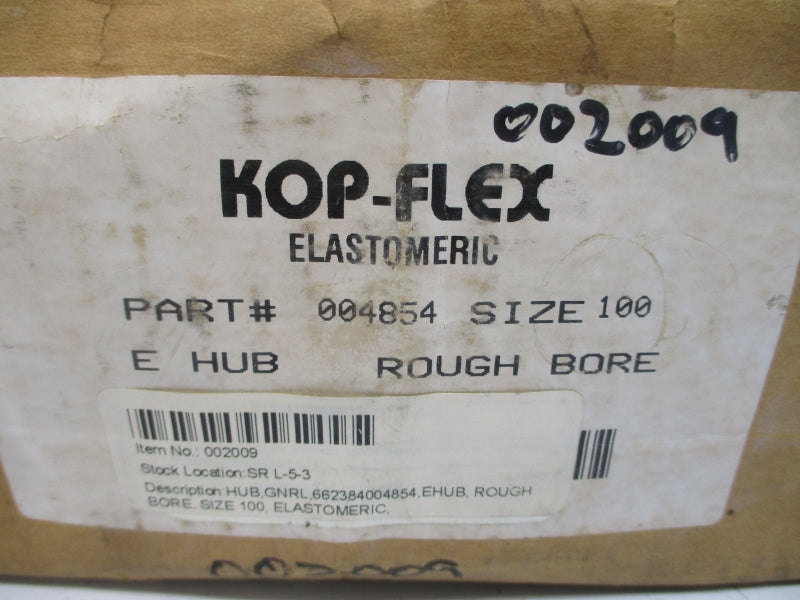 002009
KOP-FLEX
ELASTOMERIC
PART# 004854 SIZE 100
E HUB ROUGH BORE
Item No.: 002009
Stock Location:SR L-5-3
Description:HUB,GNRL,662384004854,EHUB, ROUGH
BORE, SIZE 100, ELASTOMERIC,
002009